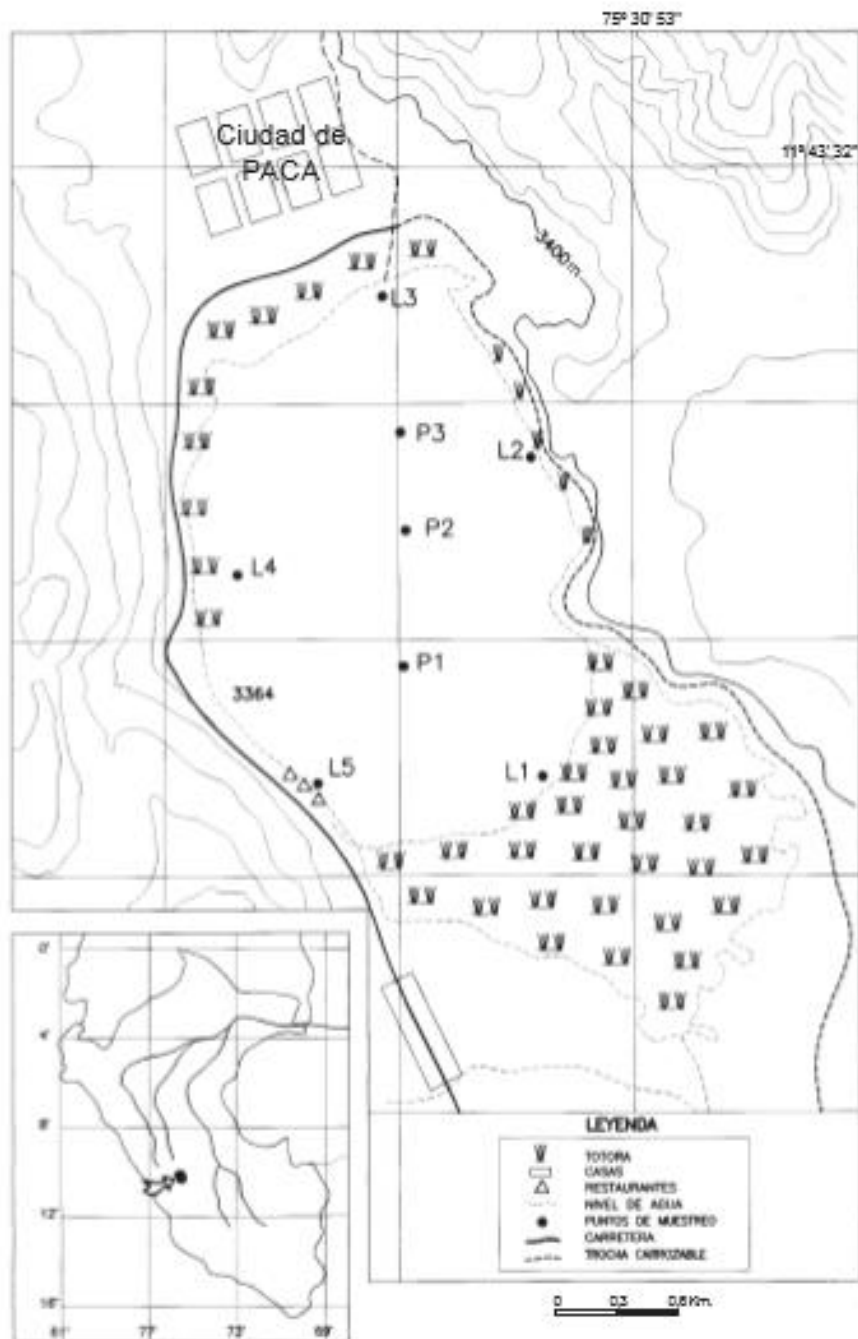 75º 30' 53"
11º 43' 32"
Ciudad de
PACA
3400 m
L3
P3
L2
P2
L4
P1
3364
L5
L1
0'
4'
8'
12'
16'
81'
77'
73'
69'
LEYENDA
TOTORA
CASAS
RESTAURANTES
NIVEL DE AGUA
PUNTOS DE MUESTREO
CARRETERA
TROCHA CARROZABLE
0 0,3 0,6 Km.